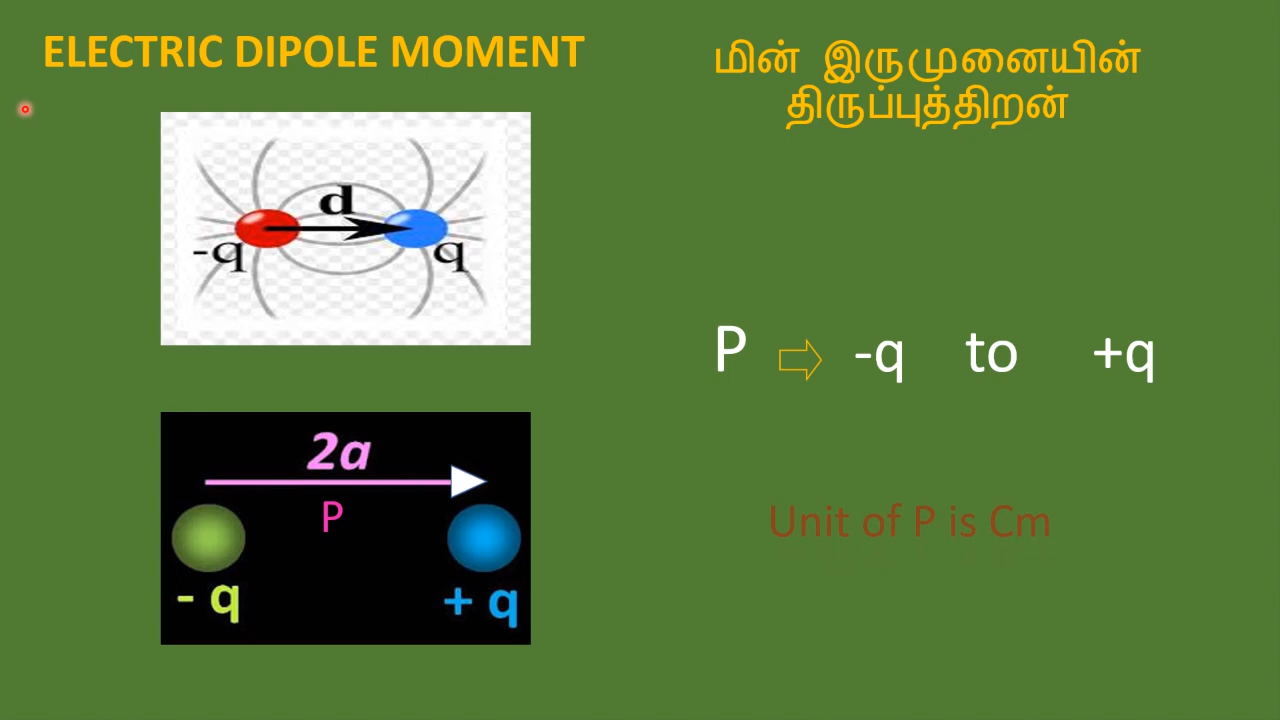 ELECTRIC DIPOLE MOMENT
மின் இருமுனையின்
திருப்புத்திறன்
d
-q q
P -q to +q
2a
P
- q + q
Unit of P is Cm